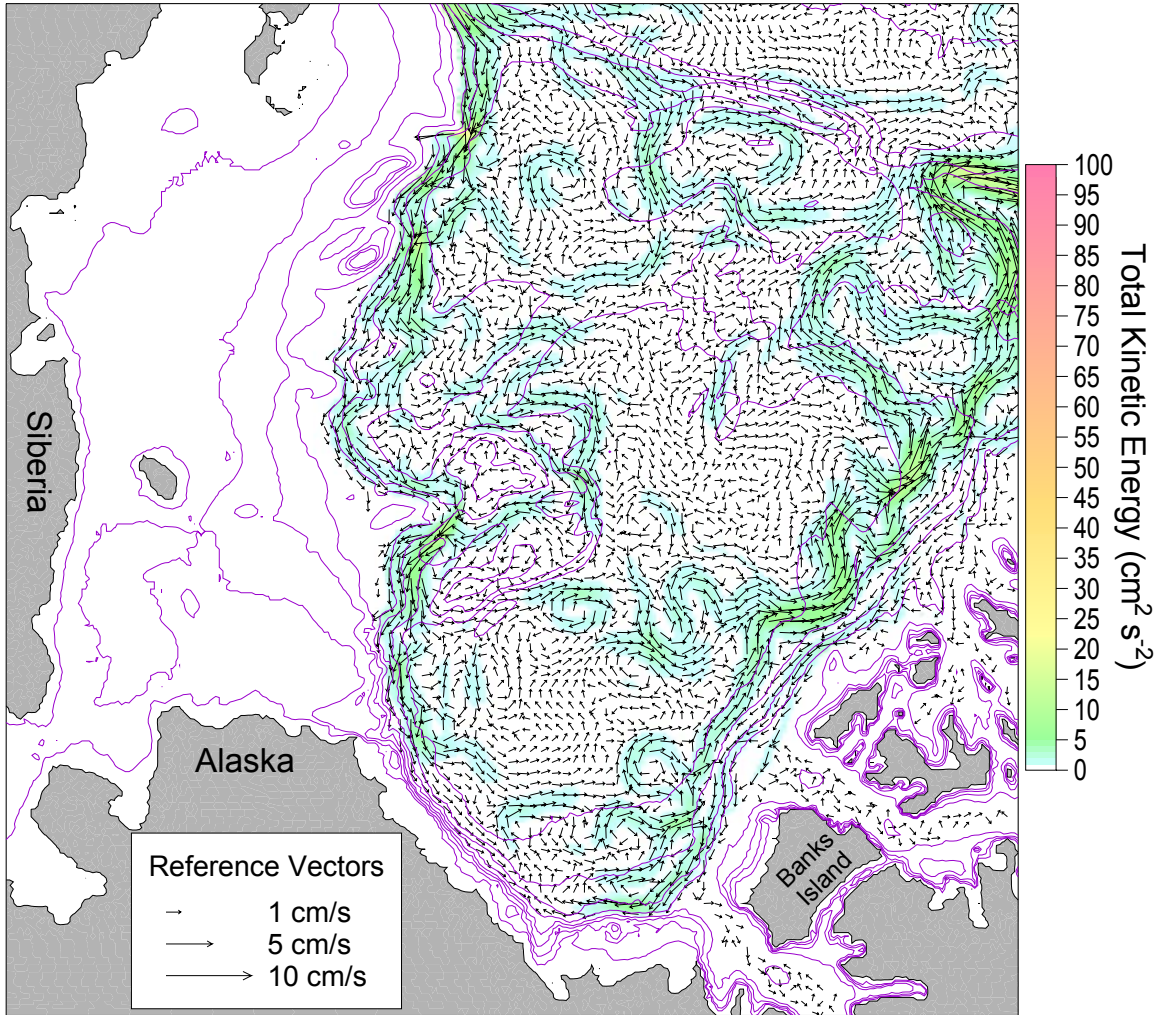 Siberia
Alaska
Banks
Island
Reference Vectors
1 cm/s
5 cm/s
10 cm/s
100
95
90
85
80
75
70
65
60
55
50
45
40
35
30
25
20
15
10
5
0
Total Kinetic Energy (cm² s⁻²)